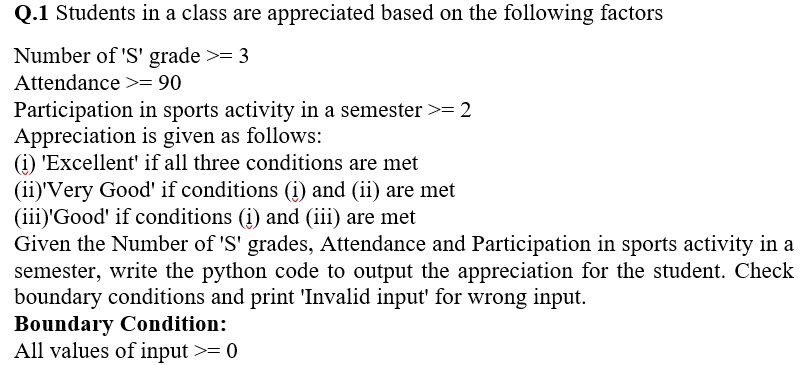 Q.1 Students in a class are appreciated based on the following factors
Number of 'S' grade >= 3
Attendance >= 90
Participation in sports activity in a semester >= 2
Appreciation is given as follows:
(i) 'Excellent' if all three conditions are met
(ii)'Very Good' if conditions (i) and (ii) are met
(iii)'Good' if conditions (i) and (iii) are met
Given the Number of 'S' grades, Attendance and Participation in sports activity in a
semester, write the python code to output the appreciation for the student. Check
boundary conditions and print 'Invalid input' for wrong input.
Boundary Condition:
All values of input >= 0